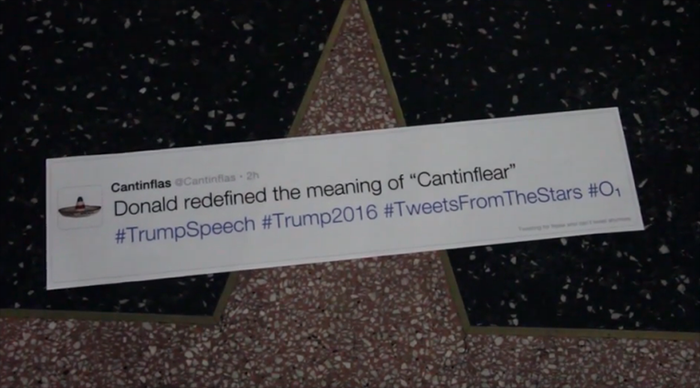 Cantinflas @Cantinflas · 2h
Donald redefined the meaning of “Cantinflear”
#TrumpSpeech #Trump2016 #TweetsFromTheStars #O₁